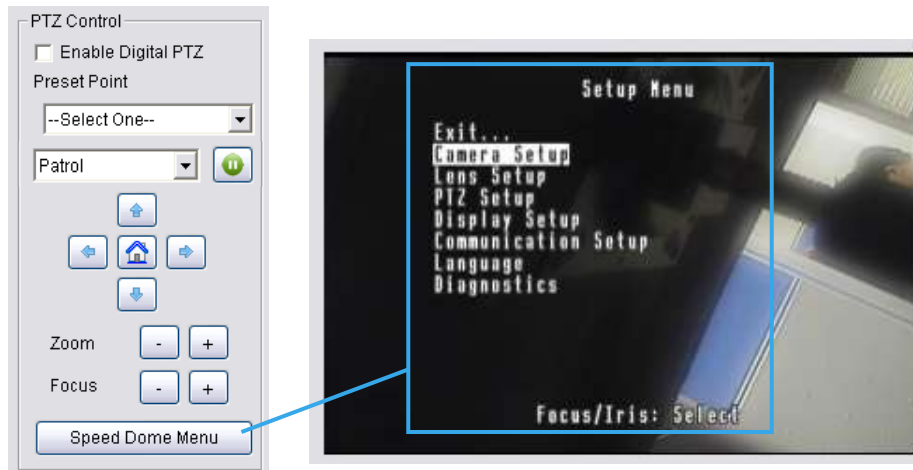 PTZ Control
Enable Digital PTZ
Preset Point
--Select One--
Patrol
Zoom - +
Focus - +
Speed Dome Menu
Setup Menu
Exit...
Camera Setup
Lens Setup
PTZ Setup
Display Setup
Communication Setup
Language
Diagnostics
Focus/Iris: Select